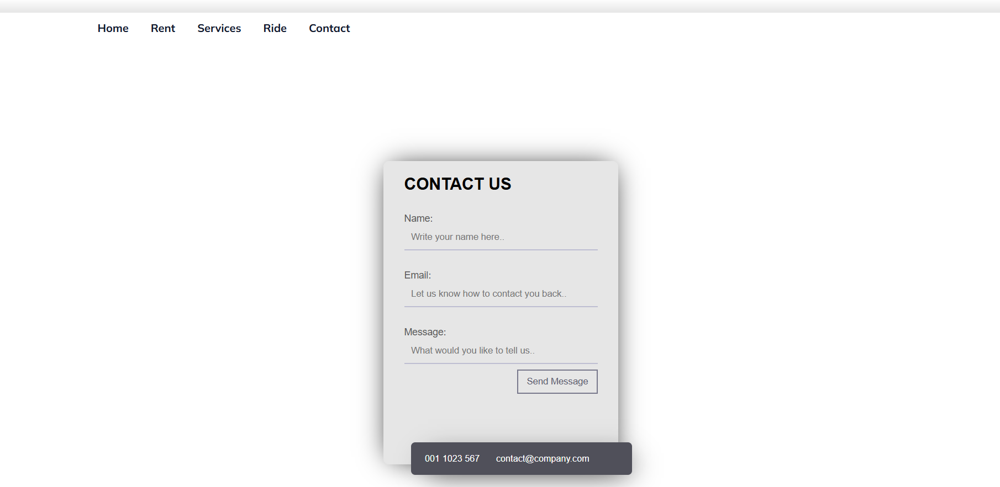 Home Rent Services Ride Contact
CONTACT US
Name:
Write your name here..
Email:
Let us know how to contact you back..
Message:
What would you like to tell us..
Send Message
001 1023 567 contact@company.com